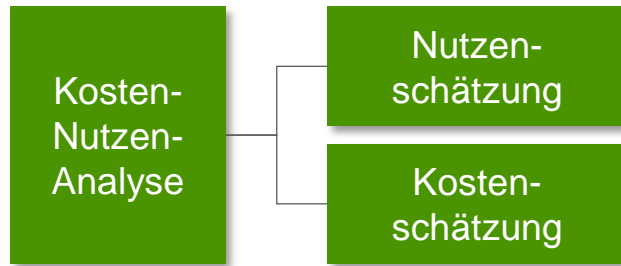 Kosten-
Nutzen-
Analyse
Nutzen-
schätzung
Kosten-
schätzung